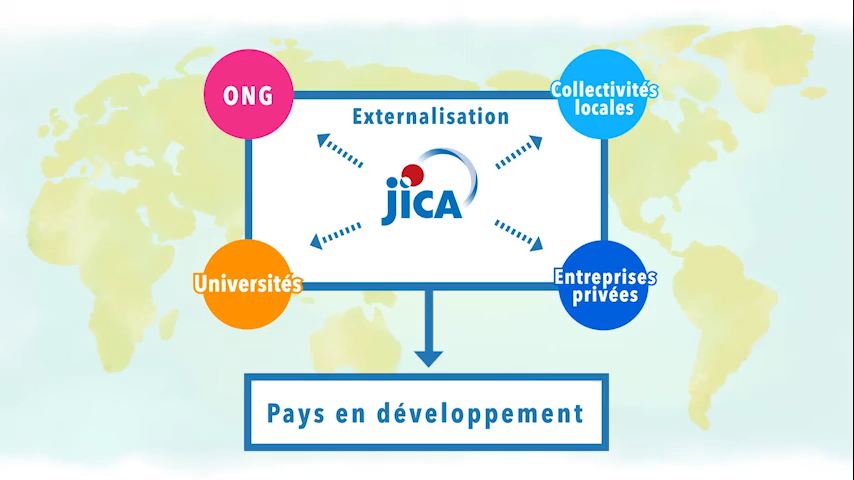 ONG
Collectivités
locales
Externalisation
jICA
Universités
Entreprises
privées
Pays en développement